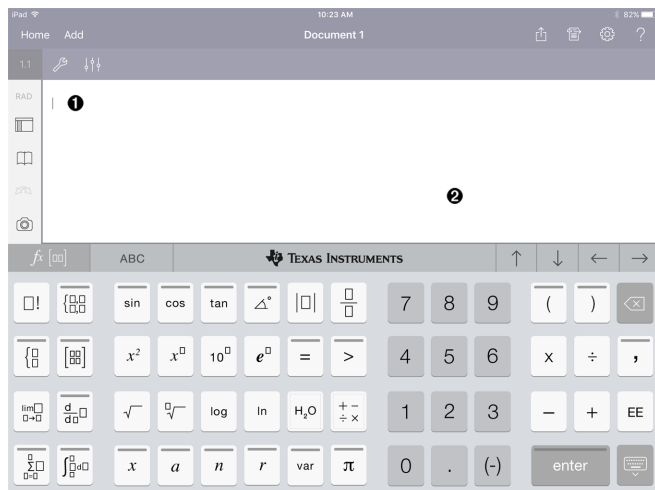 iPad 10:23 AM 82%
Home Add Document 1 ?
1.1
RAD ❶
❷
fx [▯▯] ABC TEXAS INSTRUMENTS ↑ ↓ ← →
▯! {▯,▯ ▯,▯ sin cos tan ∠° |▯| ▯/▯ 7 8 9 ( )
{▯ ▯ [▯▯ ▯▯] x² x^▯ 10^▯ e^▯ = > 4 5 6 x ÷ ,
lim▯ ▯→▯ d/d▯ ▯ √ ▯√ log ln H₂O + − ÷ × 1 2 3 − + EE
▯ Σ▯ ▯=▯ ∫▯ ▯ d▯ x a n r var π 0 . (-) enter